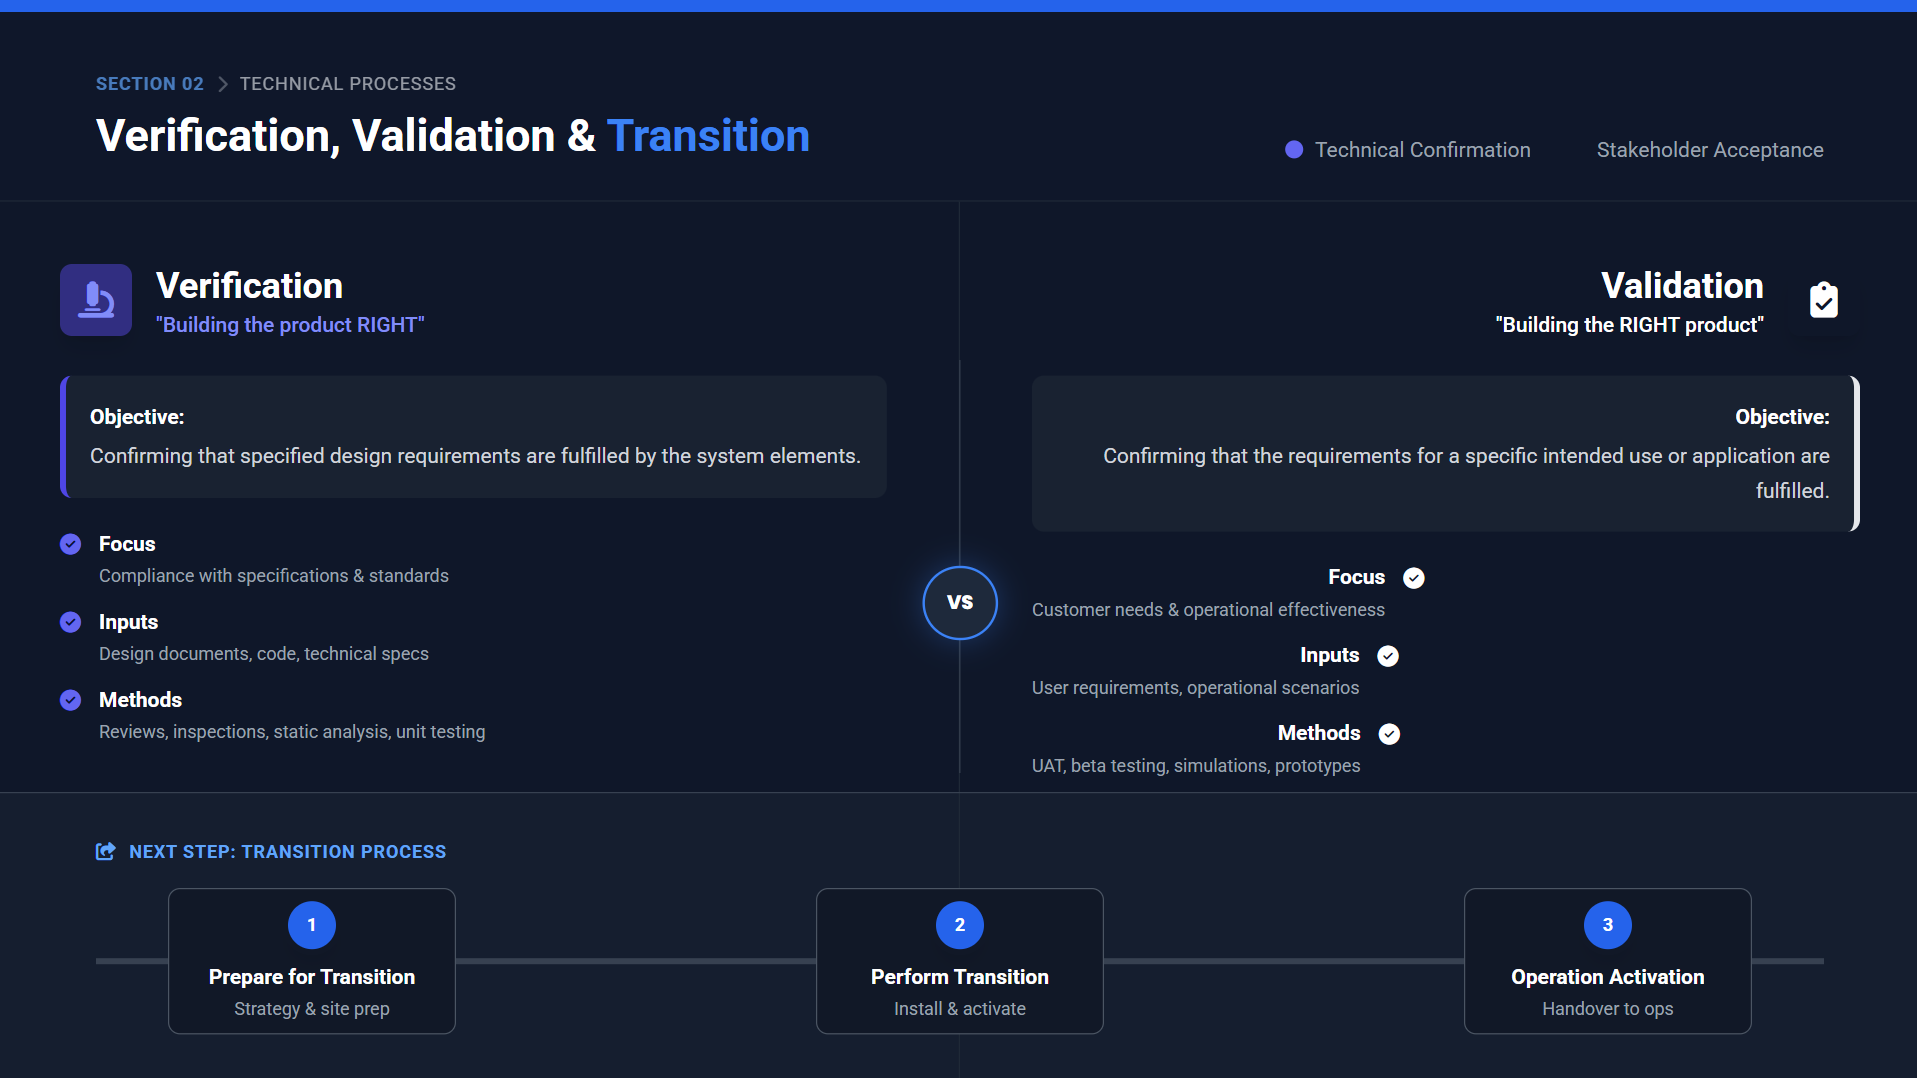 SECTION 02 > TECHNICAL PROCESSES
Verification, Validation & Transition
Technical Confirmation
Stakeholder Acceptance
Verification
"Building the product RIGHT"
Objective:
Confirming that specified design requirements are fulfilled by the system elements.
Focus
Compliance with specifications & standards
Inputs
Design documents, code, technical specs
Methods
Reviews, inspections, static analysis, unit testing
VS
Validation
"Building the RIGHT product"
Objective:
Confirming that the requirements for a specific intended use or application are
fulfilled.
Focus
Customer needs & operational effectiveness
Inputs
User requirements, operational scenarios
Methods
UAT, beta testing, simulations, prototypes
NEXT STEP: TRANSITION PROCESS
1
Prepare for Transition
Strategy & site prep
2
Perform Transition
Install & activate
3
Operation Activation
Handover to ops